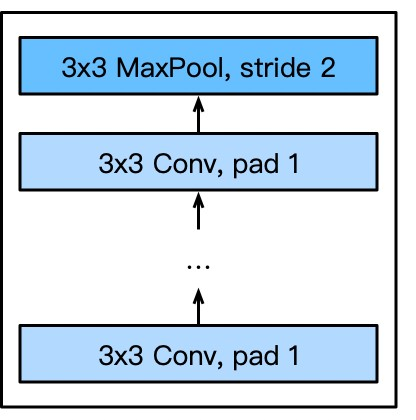 3x3 MaxPool, stride 2
3x3 Conv, pad 1
...
3x3 Conv, pad 1